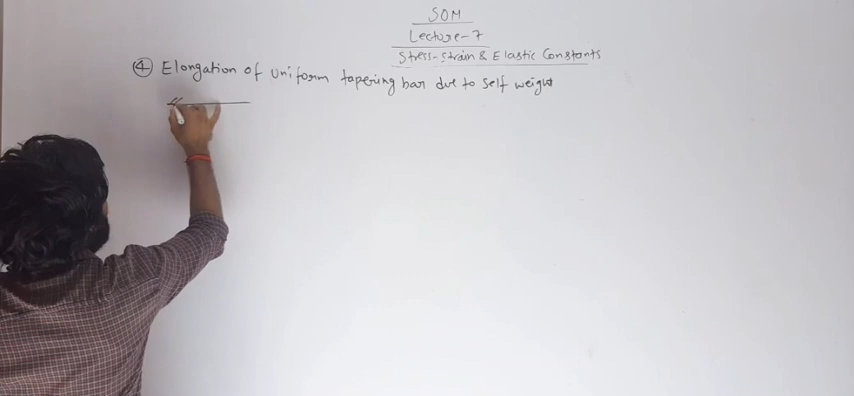 SOM
Lecture-7
Stress-Strain & Elastic Constants
④ Elongation of Uniform tapering bar due to self weight